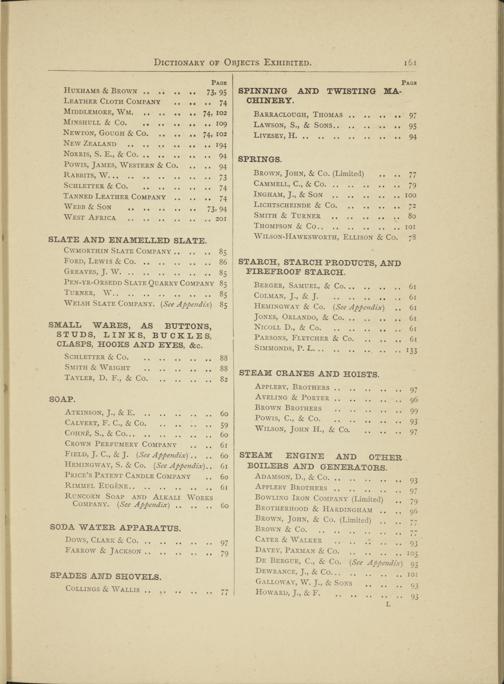 DICTIONARY OF OBJECTS EXHIBITED. 161
PAGE
HUXHAMS & BROWN .. .. .. .. 73, 95
LEATHER CLOTH COMPANY .. .. .. 74
MIDDLEMORE, WM. .. .. .. .. 74, 102
MINSHULL & CO. .. .. .. .. .. 109
NEWTON, GOUGH & CO. .. .. .. 74, 102
NEW ZEALAND .. .. .. .. .. 194
NORRIS, S. E., & CO. .. .. .. .. 94
POWIS, JAMES, WESTERN & CO. .. .. 94
RABBITS, W. .. .. .. .. .. .. 73
SCHLETTER & CO. .. .. .. .. 74
TANNED LEATHER COMPANY .. .. .. 74
WEBB & SON .. .. .. .. .. 73, 94
WEST AFRICA .. .. .. .. .. 201
SLATE AND ENAMELLED SLATE.
CWMORTHIN SLATE COMPANY .. .. .. 85
FORD, LEWIS & CO. .. .. .. .. 86
GREAVES, J. W. .. .. .. .. .. 85
PEN-YR-ORSEDD SLATE QUARRY COMPANY 85
TURNER, W. .. .. .. .. .. .. 85
WELSH SLATE COMPANY. (See Appendix) 85
SMALL WARES, AS BUTTONS,
STUDS, LINKS, BUCKLES,
CLASPS, HOOKS AND EYES, &c.
SCHLETTER & CO. .. .. .. .. 88
SMITH & WRIGHT .. .. .. .. 88
TAYLER, D. F., & CO. .. .. .. .. 82
SOAP.
ATKINSON, J., & E. .. .. .. .. 60
CALVERT, F. C., & CO. .. .. .. .. 59
COHNÉ, S., & CO. .. .. .. .. .. 60
CROWN PERFUMERY COMPANY .. .. 61
FIELD, J. C., & J. (See Appendix) .. .. 60
HEMINGWAY, S. & CO. (See Appendix) .. 61
PRICE'S PATENT CANDLE COMPANY .. 60
RIMMEL EUGÈNE .. .. .. .. .. 61
RUNCORN SOAP AND ALKALI WORKS
COMPANY. (See Appendix) .. .. .. 60
SODA WATER APPARATUS.
DOWS, CLARK & CO. .. .. .. .. 97
FARROW & JACKSON .. .. .. .. 79
SPADES AND SHOVELS.
COLLINGS & WALLIS .. .. .. .. 77
PAGE
SPINNING AND TWISTING MA-
CHINERY.
BARRACLOUGH, THOMAS .. .. .. .. 97
LAWSON, S., & SONS .. .. .. .. 95
LIVESEY, H. .. .. .. .. .. .. 94
SPRINGS.
BROWN, JOHN, & CO. (Limited) .. .. 77
CAMMELL, C., & CO. .. .. .. .. 79
INGHAM, J., & SON .. .. .. .. 100
LICHTSCHEINDE & CO. .. .. .. .. 72
SMITH & TURNER .. .. .. .. 80
THOMPSON & CO. .. .. .. .. .. 101
WILSON-HAWKSWORTH, ELLISON & CO. 78
STARCH, STARCH PRODUCTS, AND
FIREFROOF STARCH.
BERGER, SAMUEL, & CO. .. .. .. 61
COLMAN, J., & J. .. .. .. .. 61
HEMINGWAY & CO. (See Appendix) .. 61
JONES, ORLANDO, & CO. .. .. .. .. 61
NICOLL D., & CO. .. .. .. .. 61
PARSONS, FLETCHER & CO. .. .. .. 61
SIMMONDS, P. L. .. .. .. .. .. 133
STEAM CRANES AND HOISTS.
APPLEBY, BROTHERS .. .. .. .. 97
AVELING & PORTER .. .. .. .. 96
BROWN BROTHERS .. .. .. .. 99
POWIS, C., & CO. .. .. .. .. 93
WILSON, JOHN H., & CO. .. .. .. 97
STEAM ENGINE AND OTHER
BOILERS AND GENERATORS.
ADAMSON, D., & CO. .. .. .. .. 93
APPLEBY BROTHERS .. .. .. .. 97
BOWLING IRON COMPANY (Limited) .. 79
BROTHERHOOD & HARDINGHAM .. .. 96
BROWN, JOHN, & CO. (Limited) .. .. 77
BROWN & CO. .. .. .. .. .. 77
CATER & WALKER .. .. .. .. 93
DAVEY, PAXMAN & CO. .. .. .. .. 105
DE BERGUE, C., & CO. (See Appendix) 93
DEWRANCE, J., & CO. .. .. .. .. 101
GALLOWAY, W. J., & SONS .. .. .. 93
HOWARD, J., & F. .. .. .. .. 93
L